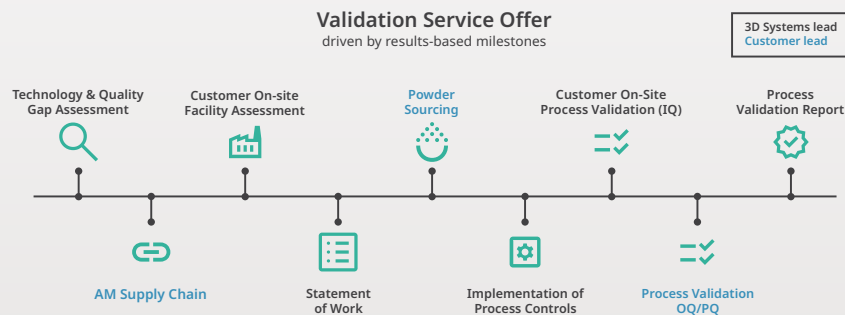 Validation Service Offer
driven by results-based milestones
3D Systems lead
Customer lead
Technology & Quality
Gap Assessment
Customer On-site
Facility Assessment
Powder
Sourcing
Customer On-Site
Process Validation (IQ)
Process
Validation Report
AM Supply Chain
Statement
of Work
Implementation of
Process Controls
Process Validation
OQ/PQ